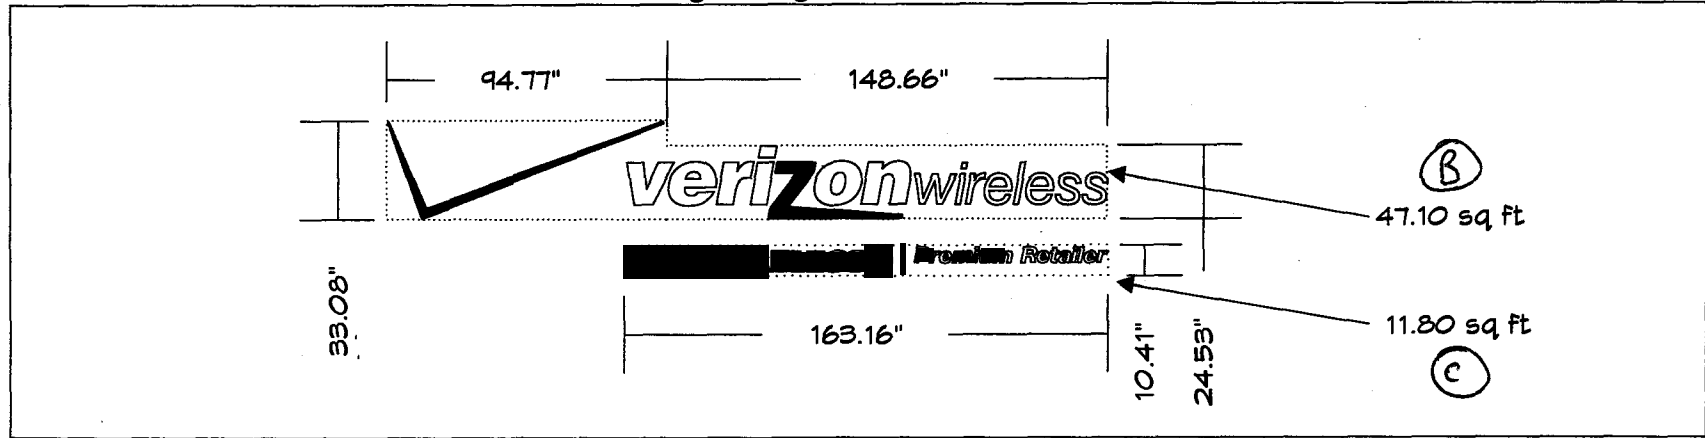 94.77" 148.66"
verizonwireless
B
47.10 sq ft
Premium Retailer
33.08"
163.16"
10.41"
24.53"
11.80 sq ft
C